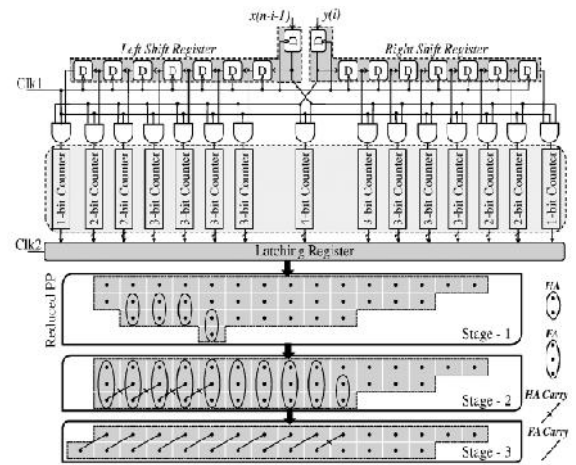 x(n-i-1) y(i)
Left Shift Register Right Shift Register
D D D D D D D D D D D D D D D D
Clk1
1-bit Counter 2-bit Counter 2-bit Counter 3-bit Counter 3-bit Counter 3-bit Counter 3-bit Counter 1-bit Counter 3-bit Counter 3-bit Counter 3-bit Counter 3-bit Counter 2-bit Counter 2-bit Counter 1-bit Counter
Clk2
Latching Register
Reduced PP
HA
Stage - 1
FA
HA Carry
Stage - 2
FA Carry
Stage - 3